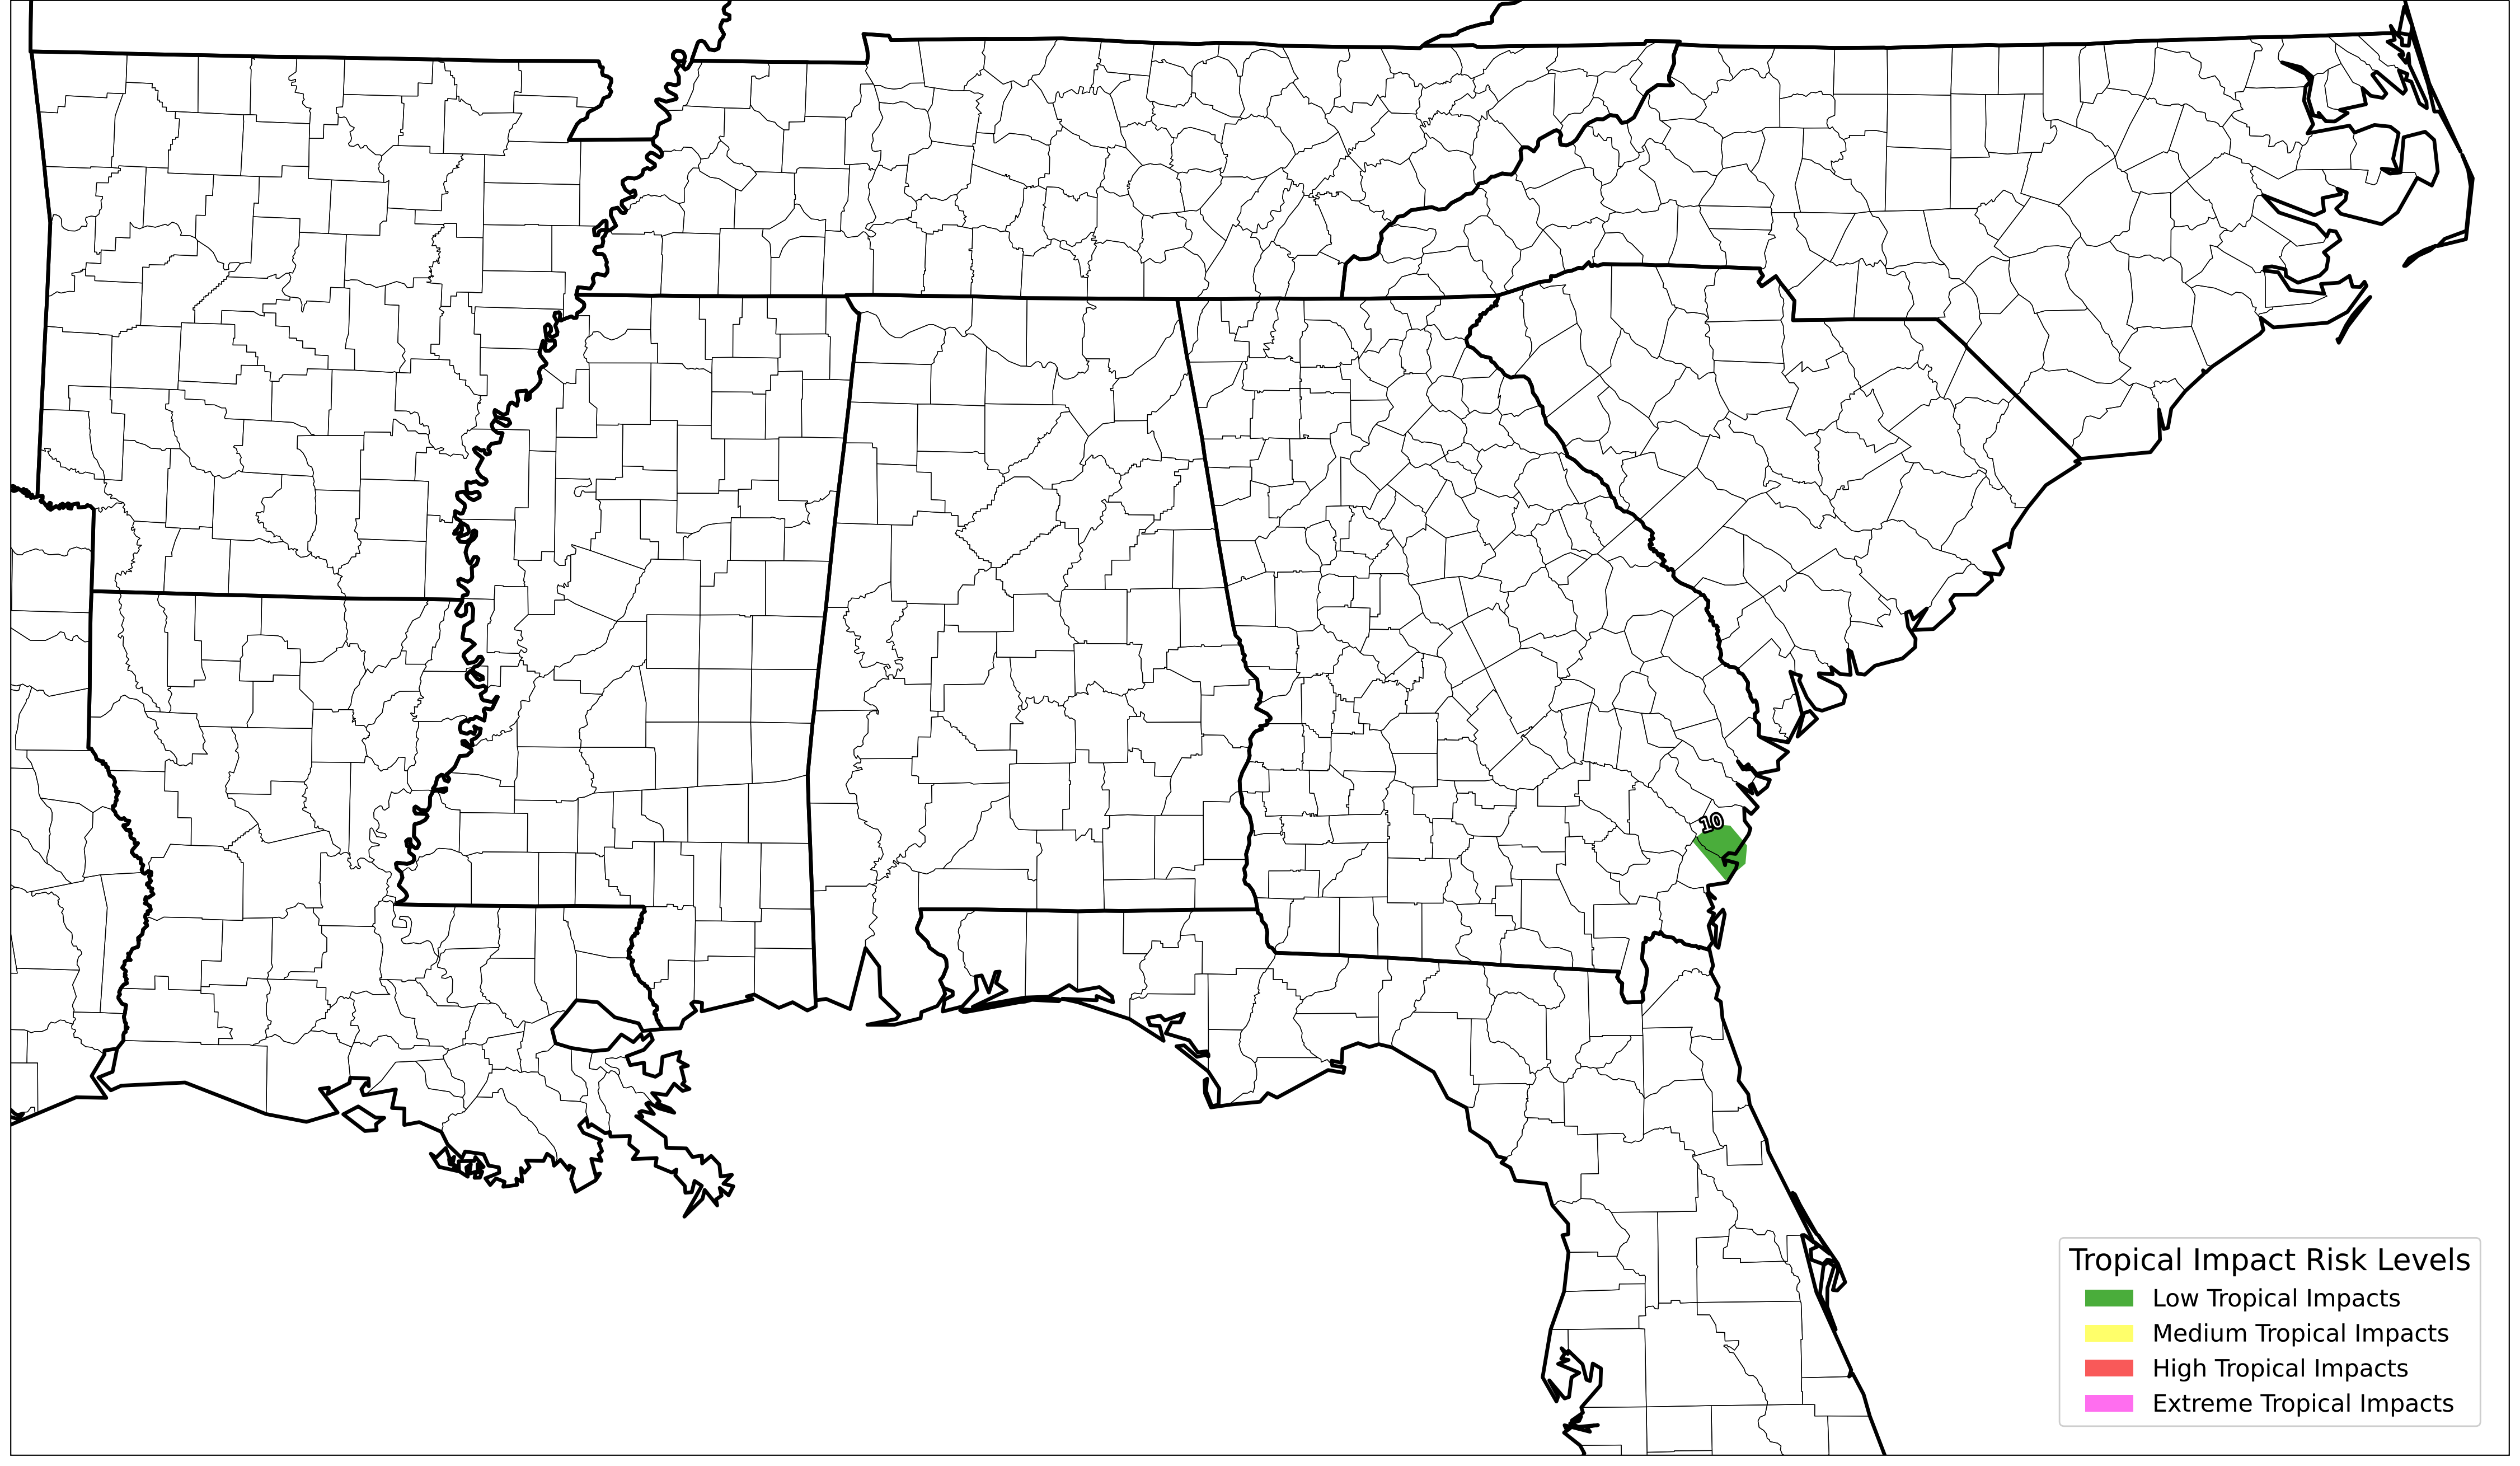 10
Tropical Impact Risk Levels
Low Tropical Impacts
Medium Tropical Impacts
High Tropical Impacts
Extreme Tropical Impacts